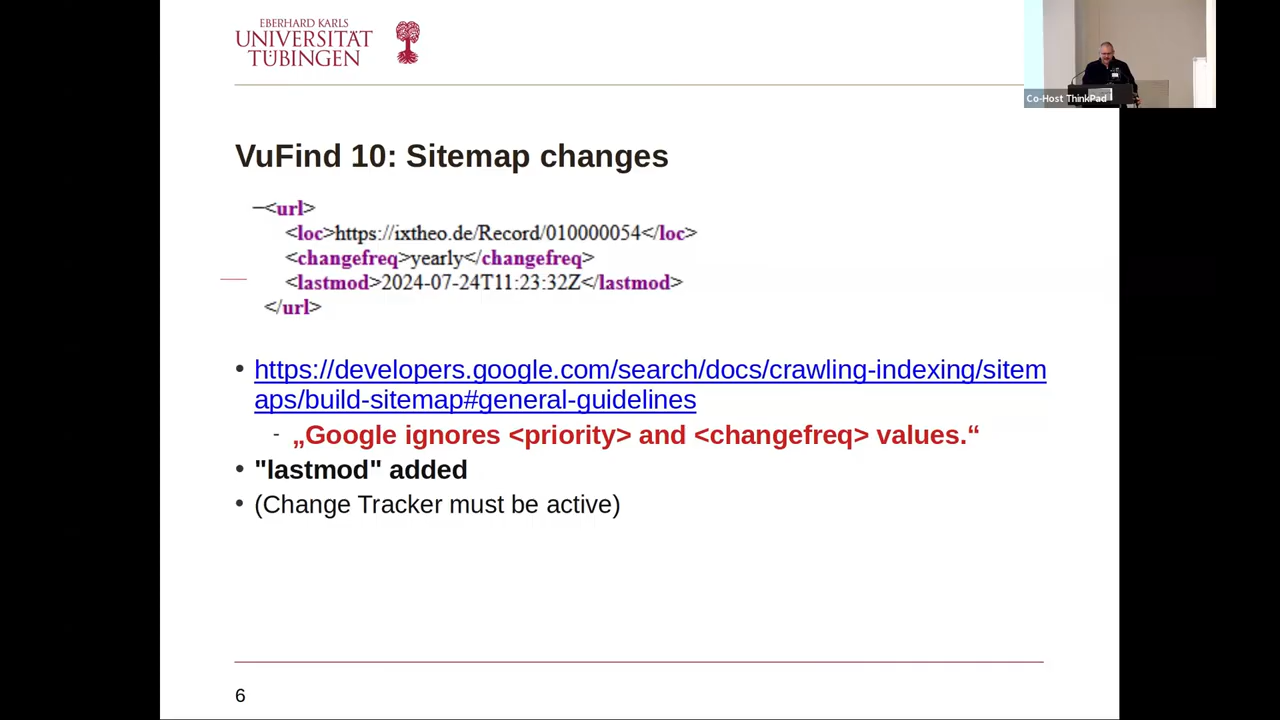 EBERHARD KARLS
UNIVERSITÄT
TÜBINGEN
Co-Host ThinkPad
VuFind 10: Sitemap changes
—<url>
<loc>https://ixtheo.de/Record/010000054</loc>
<changefreq>yearly</changefreq>
<lastmod>2024-07-24T11:23:32Z</lastmod>
</url>
• https://developers.google.com/search/docs/crawling-indexing/sitem
aps/build-sitemap#general-guidelines
- „Google ignores <priority> and <changefreq> values.“
• "lastmod" added
• (Change Tracker must be active)
6